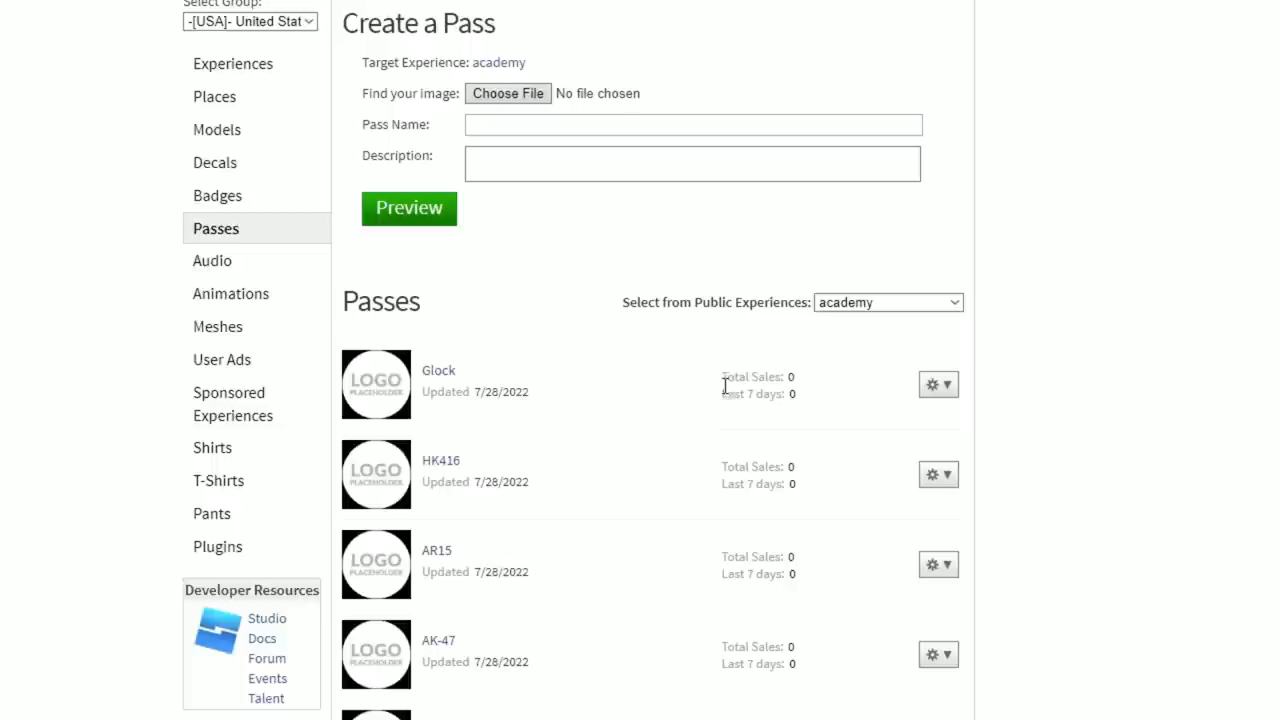 Select Group:
-[USA]- United Stat
Experiences
Places
Models
Decals
Badges
Passes
Audio
Animations
Meshes
User Ads
Sponsored
Experiences
Shirts
T-Shirts
Pants
Plugins
Developer Resources
Studio
Docs
Forum
Events
Talent
Create a Pass
Target Experience: academy
Find your image: Choose File No file chosen
Pass Name:
Description:
Preview
Passes
Select from Public Experiences: academy
LOGO
PLACEHOLDER
Glock
Updated 7/28/2022
Total Sales: 0
Last 7 days: 0
LOGO
PLACEHOLDER
HK416
Updated 7/28/2022
Total Sales: 0
Last 7 days: 0
LOGO
PLACEHOLDER
AR15
Updated 7/28/2022
Total Sales: 0
Last 7 days: 0
LOGO
PLACEHOLDER
AK-47
Updated 7/28/2022
Total Sales: 0
Last 7 days: 0